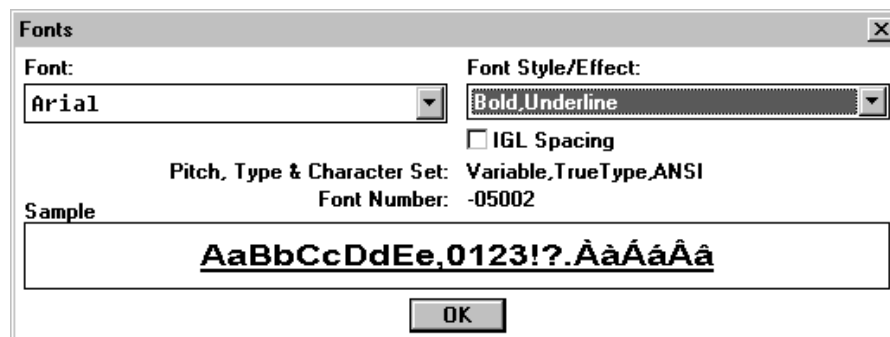 Fonts
Font: Font Style/Effect:
Arial Bold,Underline
IGL Spacing
Pitch, Type & Character Set: Variable,TrueType,ANSI
Font Number: -05002
Sample
AaBbCcDdEe,0123!?.ÀàÁáÂâ
OK